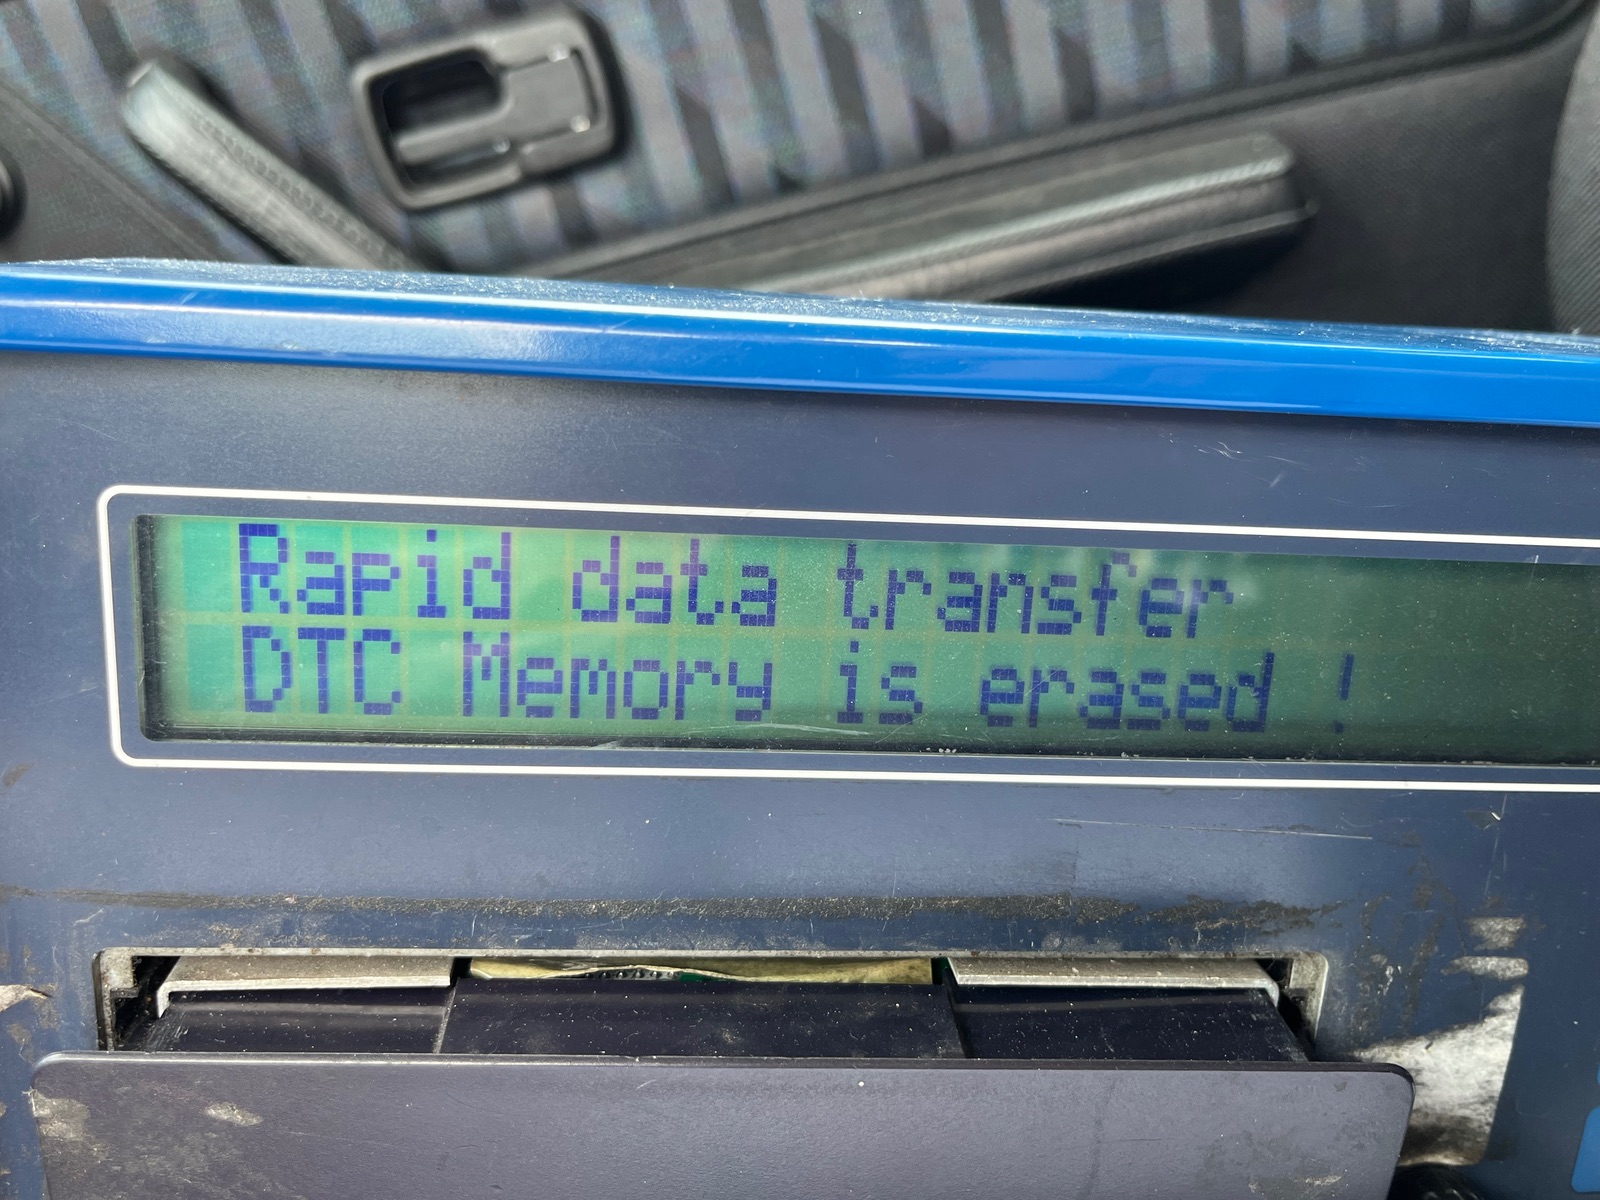 Rapid data transfer
DTC Memory is erased !